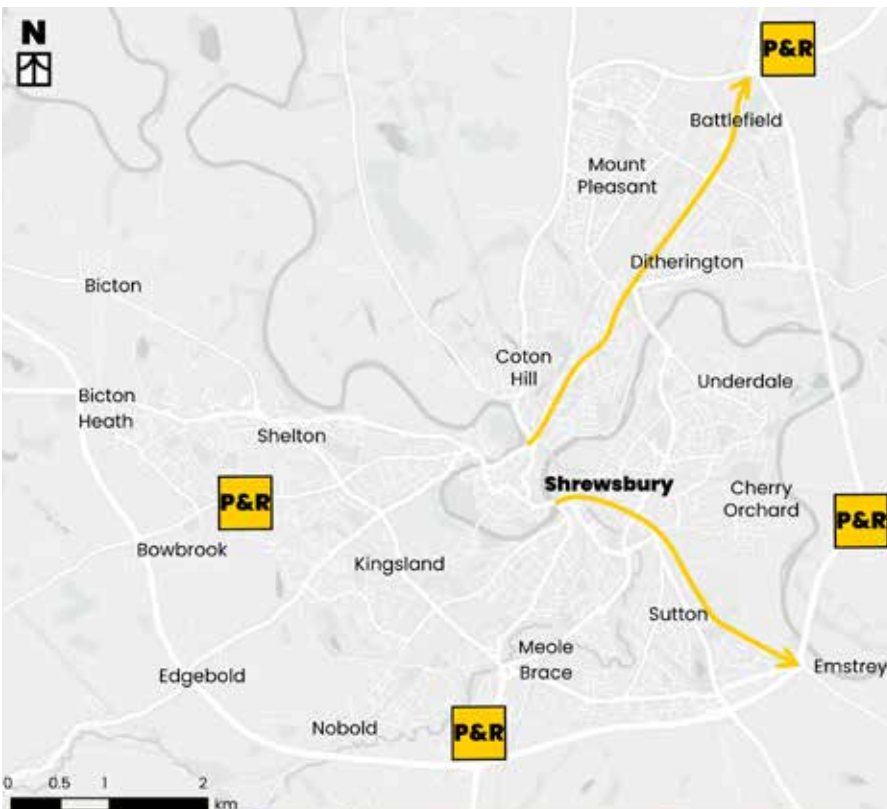 N
P&R
Battlefield
Mount
Pleasant
Ditherington
Bicton
Coton
Hill
Underdale
Bicton
Heath
Shelton
Shrewsbury
P&R
Cherry
Orchard
P&R
Bowbrook
Kingsland
Sutton
Meole
Brace
Emstrey
Edgebold
Nobold
P&R
0 0.5 1 2
km